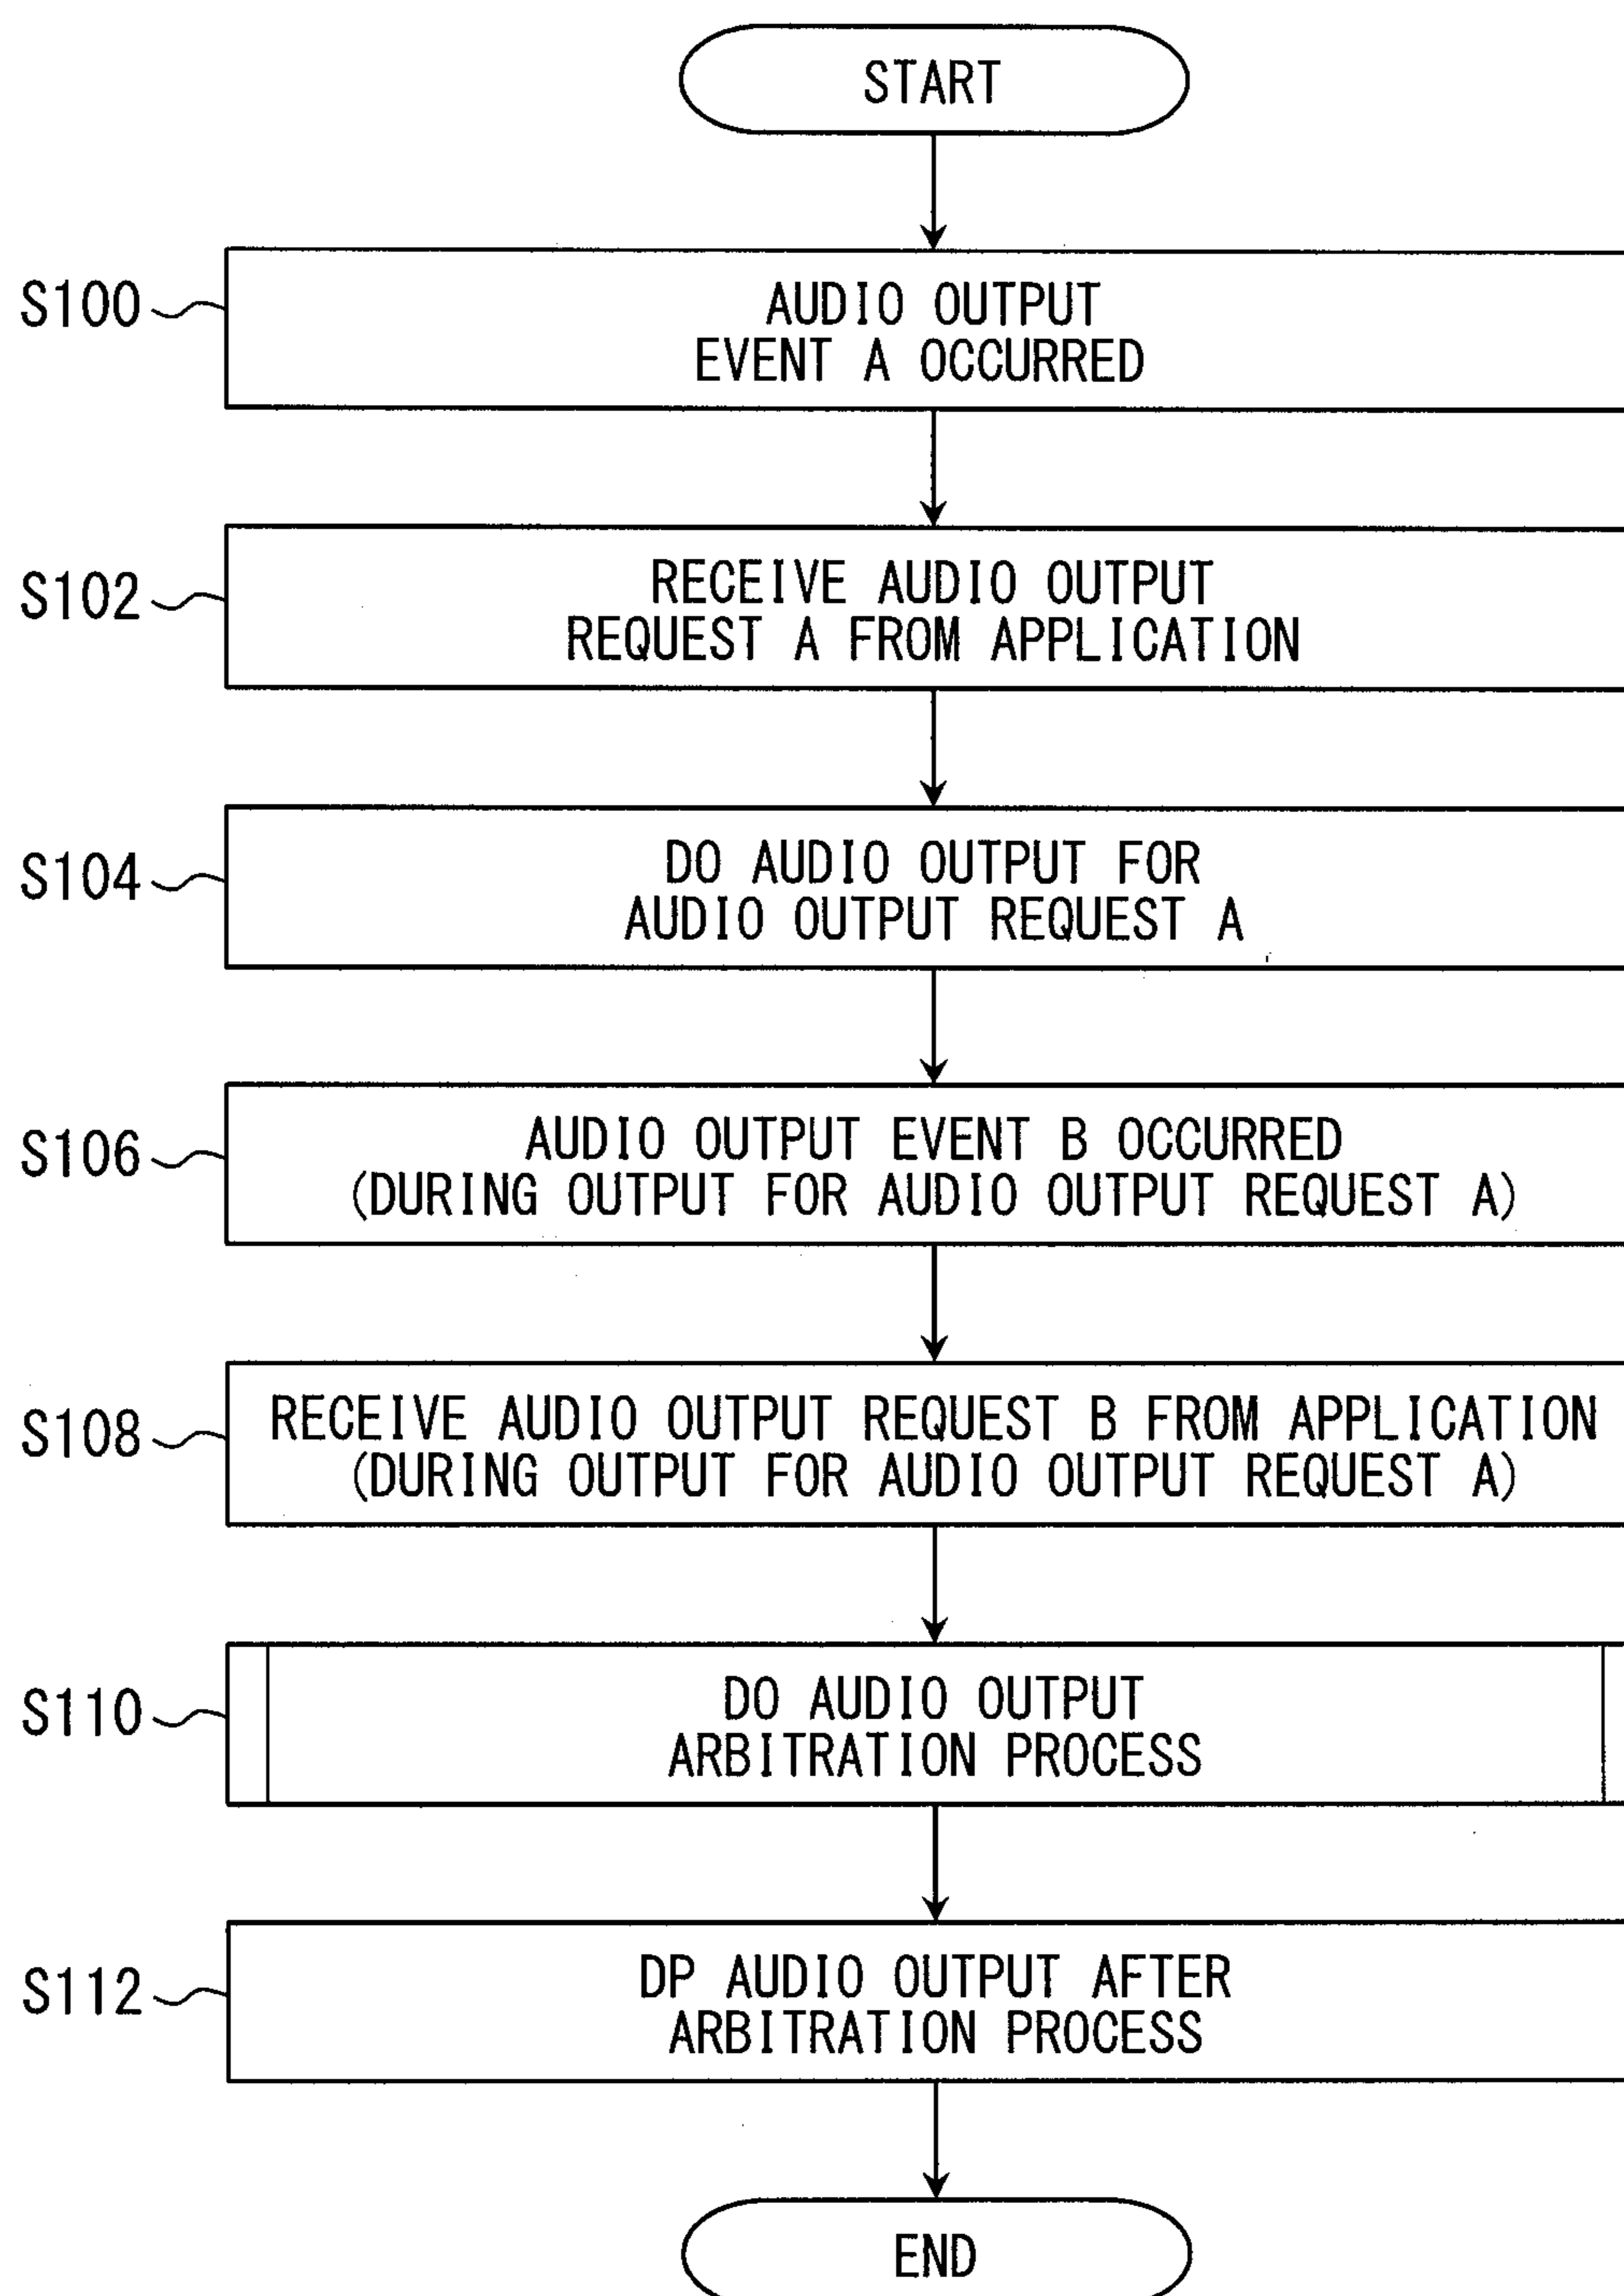 START
S100
AUDIO OUTPUT
EVENT A OCCURRED
S102
RECEIVE AUDIO OUTPUT
REQUEST A FROM APPLICATION
S104
DO AUDIO OUTPUT FOR
AUDIO OUTPUT REQUEST A
S106
AUDIO OUTPUT EVENT B OCCURRED
(DURING OUTPUT FOR AUDIO OUTPUT REQUEST A)
S108
RECEIVE AUDIO OUTPUT REQUEST B FROM APPLICATION
(DURING OUTPUT FOR AUDIO OUTPUT REQUEST A)
S110
DO AUDIO OUTPUT
ARBITRATION PROCESS
S112
DP AUDIO OUTPUT AFTER
ARBITRATION PROCESS
END